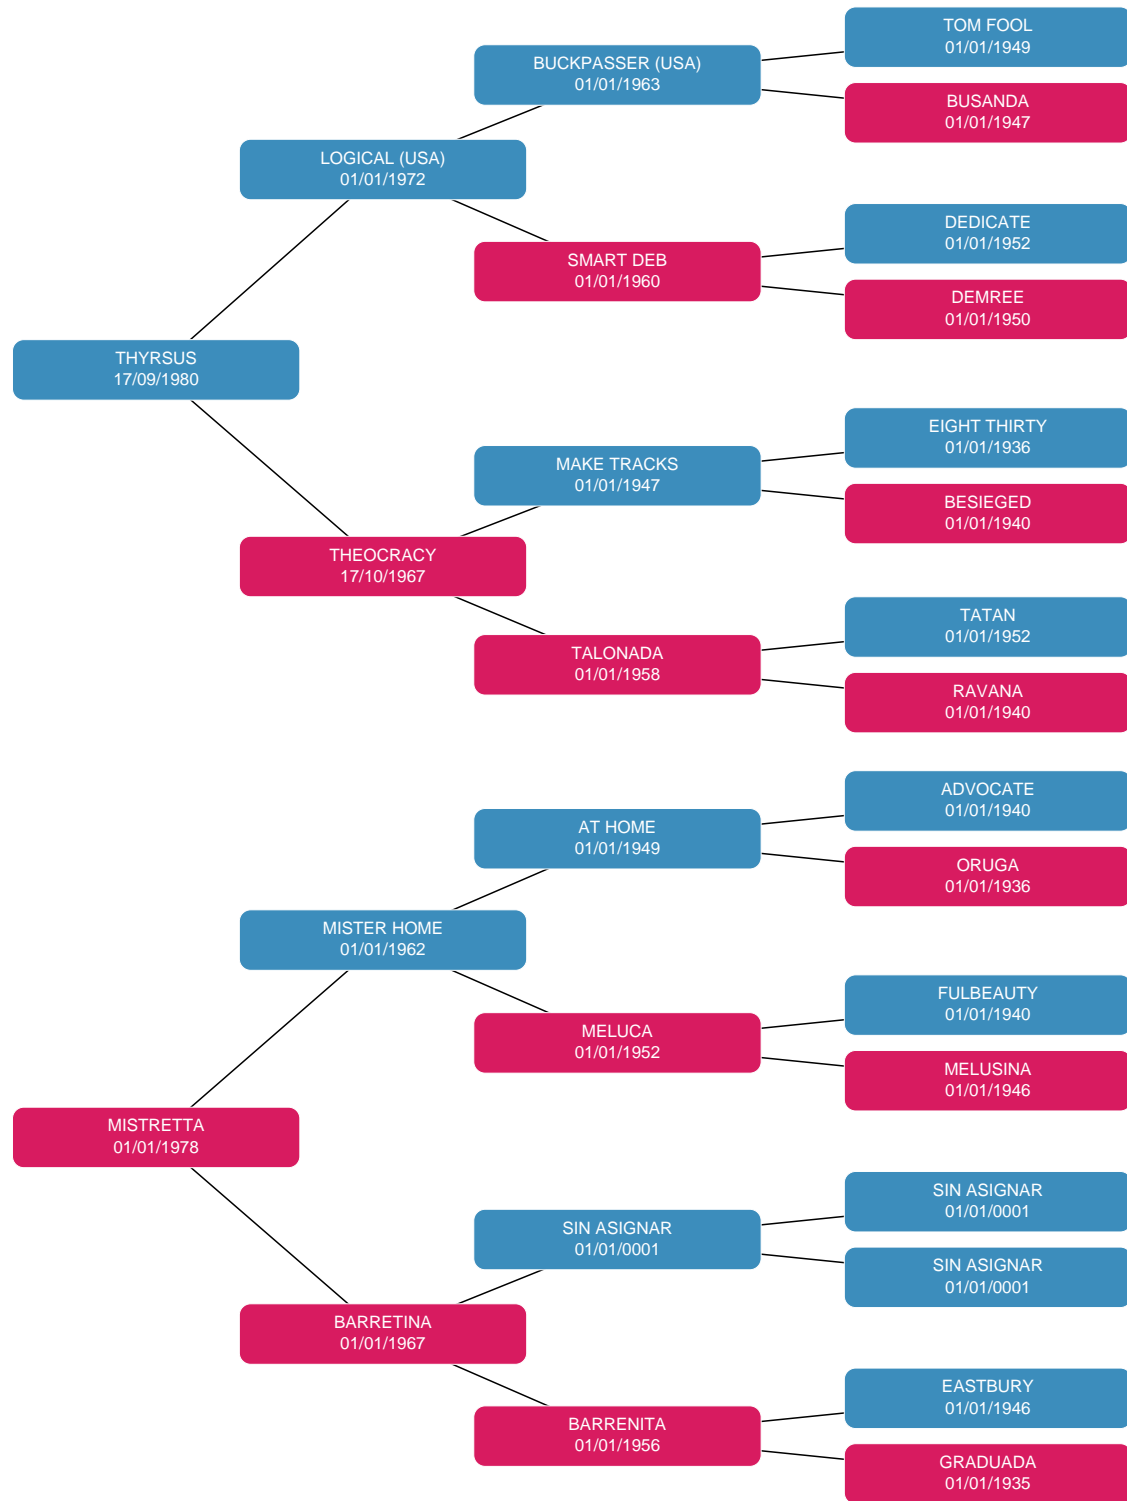 TOM FOOL
01/01/1949
BUCKPASSER (USA)
01/01/1963
BUSANDA
01/01/1947
LOGICAL (USA)
01/01/1972
DEDICATE
01/01/1952
SMART DEB
01/01/1960
DEMREE
01/01/1950
THYRSUS
17/09/1980
EIGHT THIRTY
01/01/1936
MAKE TRACKS
01/01/1947
BESIEGED
01/01/1940
THEOCRACY
17/10/1967
TATAN
01/01/1952
TALONADA
01/01/1958
RAVANA
01/01/1940
ADVOCATE
01/01/1940
AT HOME
01/01/1949
ORUGA
01/01/1936
MISTER HOME
01/01/1962
FULBEAUTY
01/01/1940
MELUCA
01/01/1952
MELUSINA
01/01/1946
MISTRETTA
01/01/1978
SIN ASIGNAR
01/01/0001
SIN ASIGNAR
01/01/0001
SIN ASIGNAR
01/01/0001
BARRETINA
01/01/1967
EASTBURY
01/01/1946
BARRENITA
01/01/1956
GRADUADA
01/01/1935